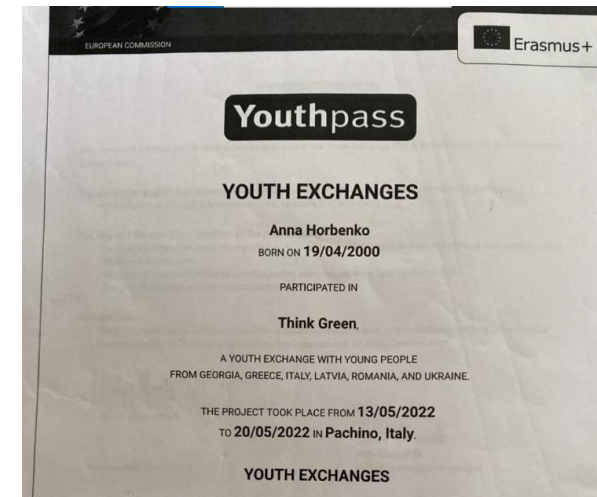 EUROPEAN COMMISSION
Erasmus+
Youthpass
YOUTH EXCHANGES
Anna Horbenko
BORN ON 19/04/2000
PARTICIPATED IN
Think Green,
A YOUTH EXCHANGE WITH YOUNG PEOPLE
FROM GEORGIA, GREECE, ITALY, LATVIA, ROMANIA, AND UKRAINE.
THE PROJECT TOOK PLACE FROM 13/05/2022
TO 20/05/2022 IN Pachino, Italy.
YOUTH EXCHANGES